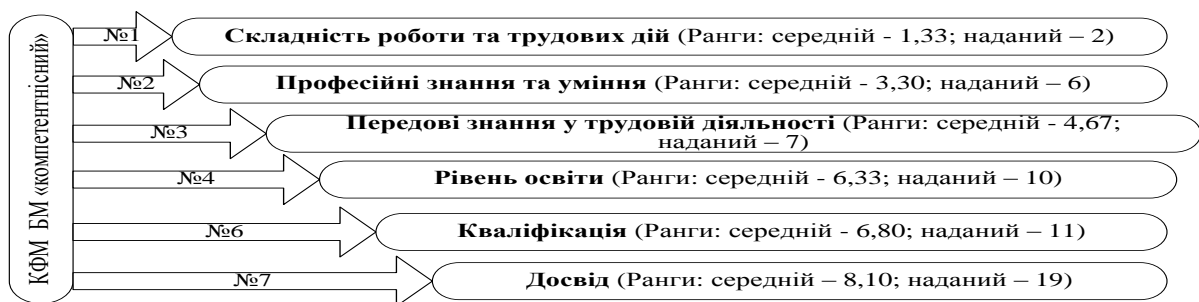 КФМ БМ «компетентнісний»
№1
Складність роботи та трудових дій (Ранги: середній - 1,33; наданий – 2)
№2
Професійні знання та уміння (Ранги: середній - 3,30; наданий – 6)
№3
Передові знання у трудовій діяльності (Ранги: середній - 4,67;
наданий – 7)
№4
Рівень освіти (Ранги: середній - 6,33; наданий – 10)
№6
Кваліфікація (Ранги: середній - 6,80; наданий – 11)
№7
Досвід (Ранги: середній – 8,10; наданий – 19)